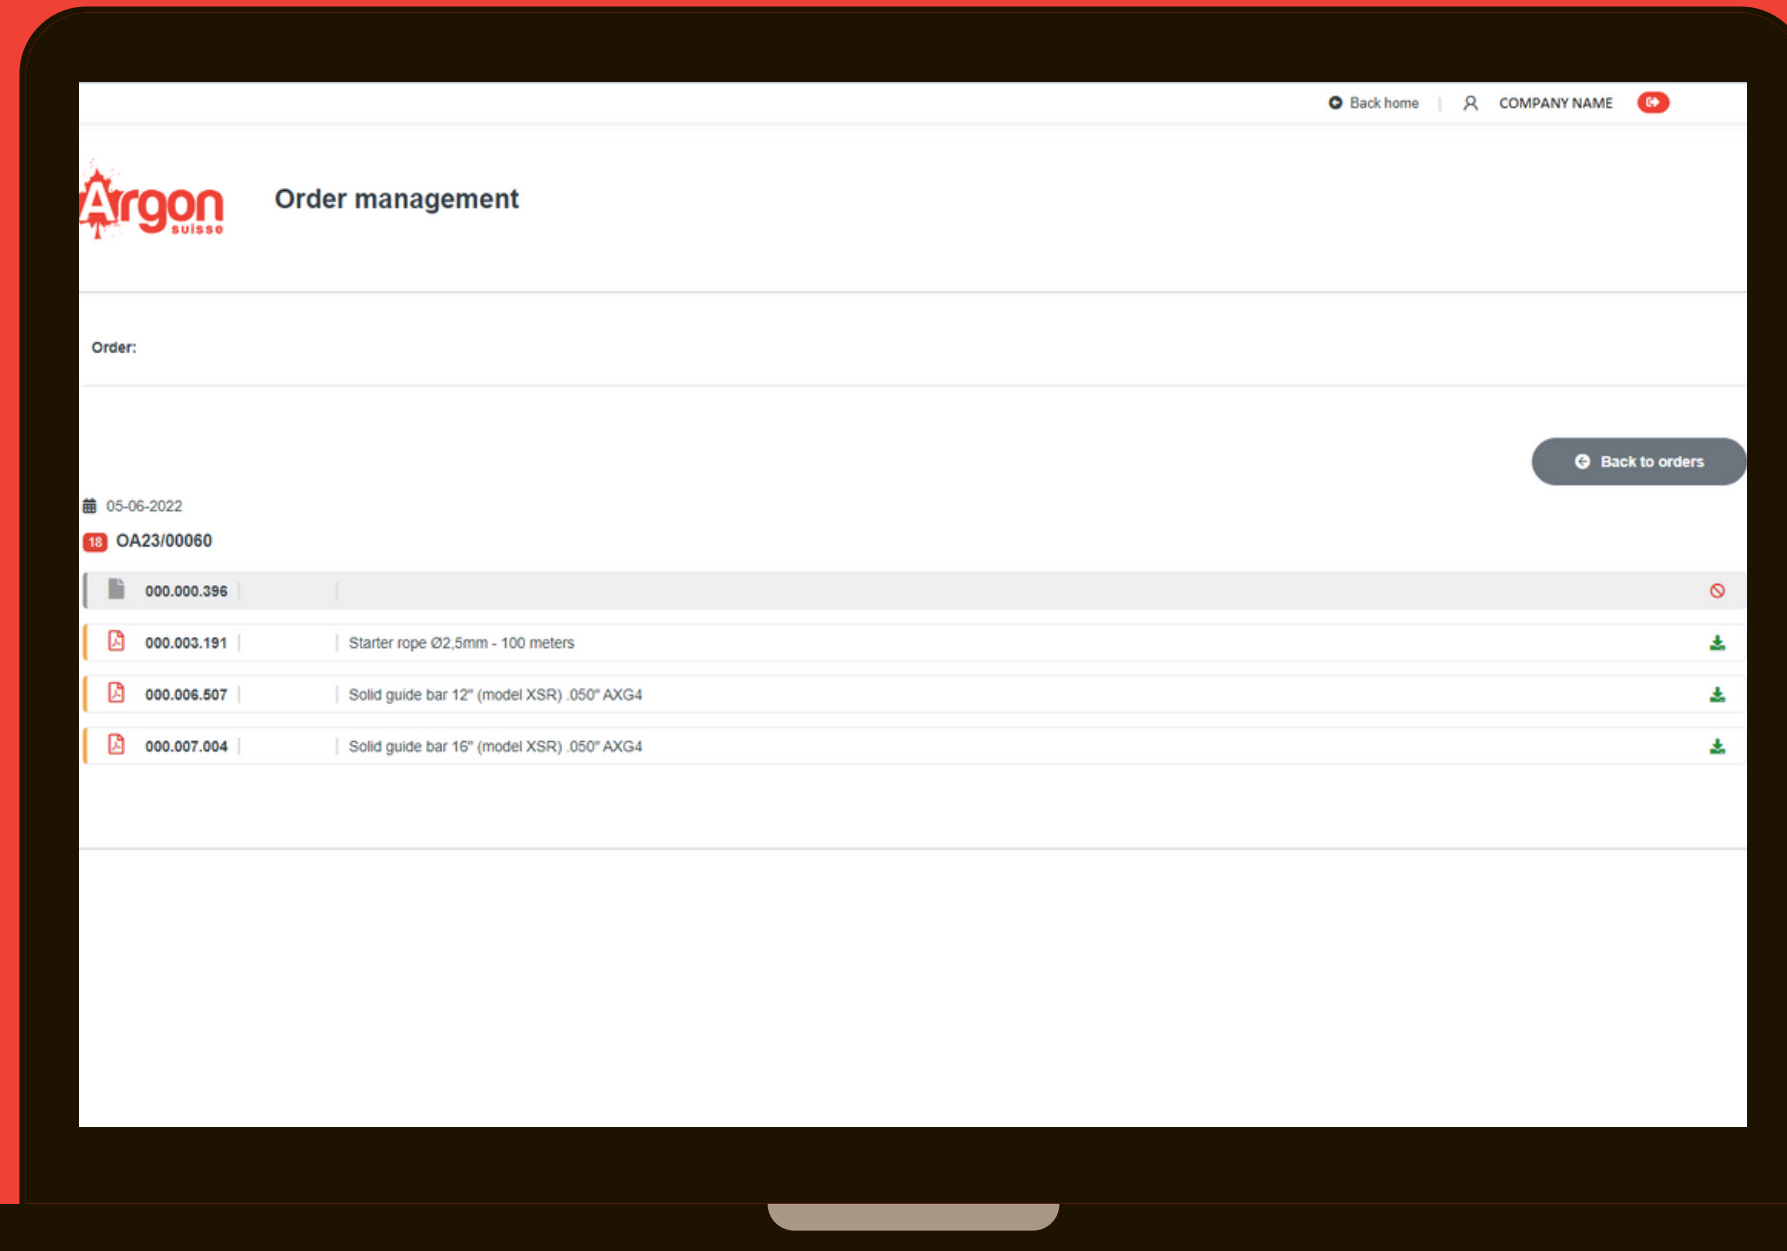 Back home | COMPANY NAME
Argon
suisse
Order management
Order:
Back to orders
05-06-2022
18 OA23/00060
000.000.396
000.003.191 | | Starter rope Ø2,5mm - 100 meters
000.006.507 | | Solid guide bar 12" (model XSR) .050" AXG4
000.007.004 | | Solid guide bar 16" (model XSR) .050" AXG4